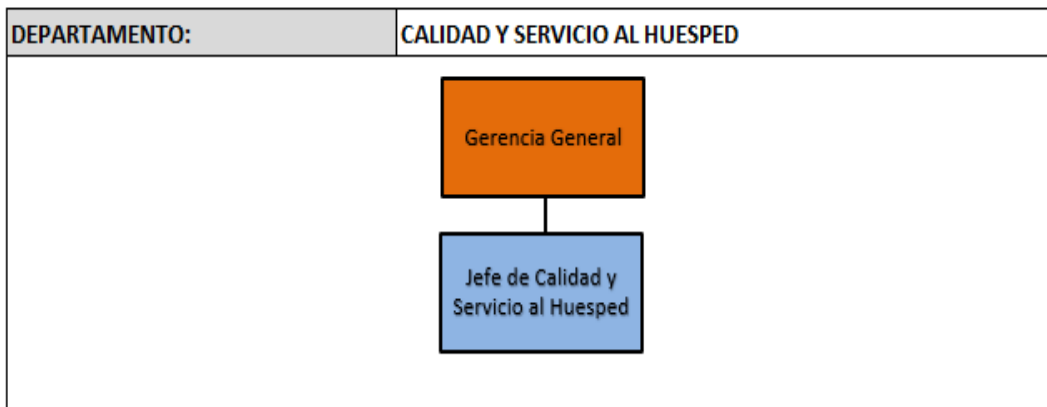 DEPARTAMENTO: CALIDAD Y SERVICIO AL HUESPED
Gerencia General
Jefe de Calidad y
Servicio al Huesped